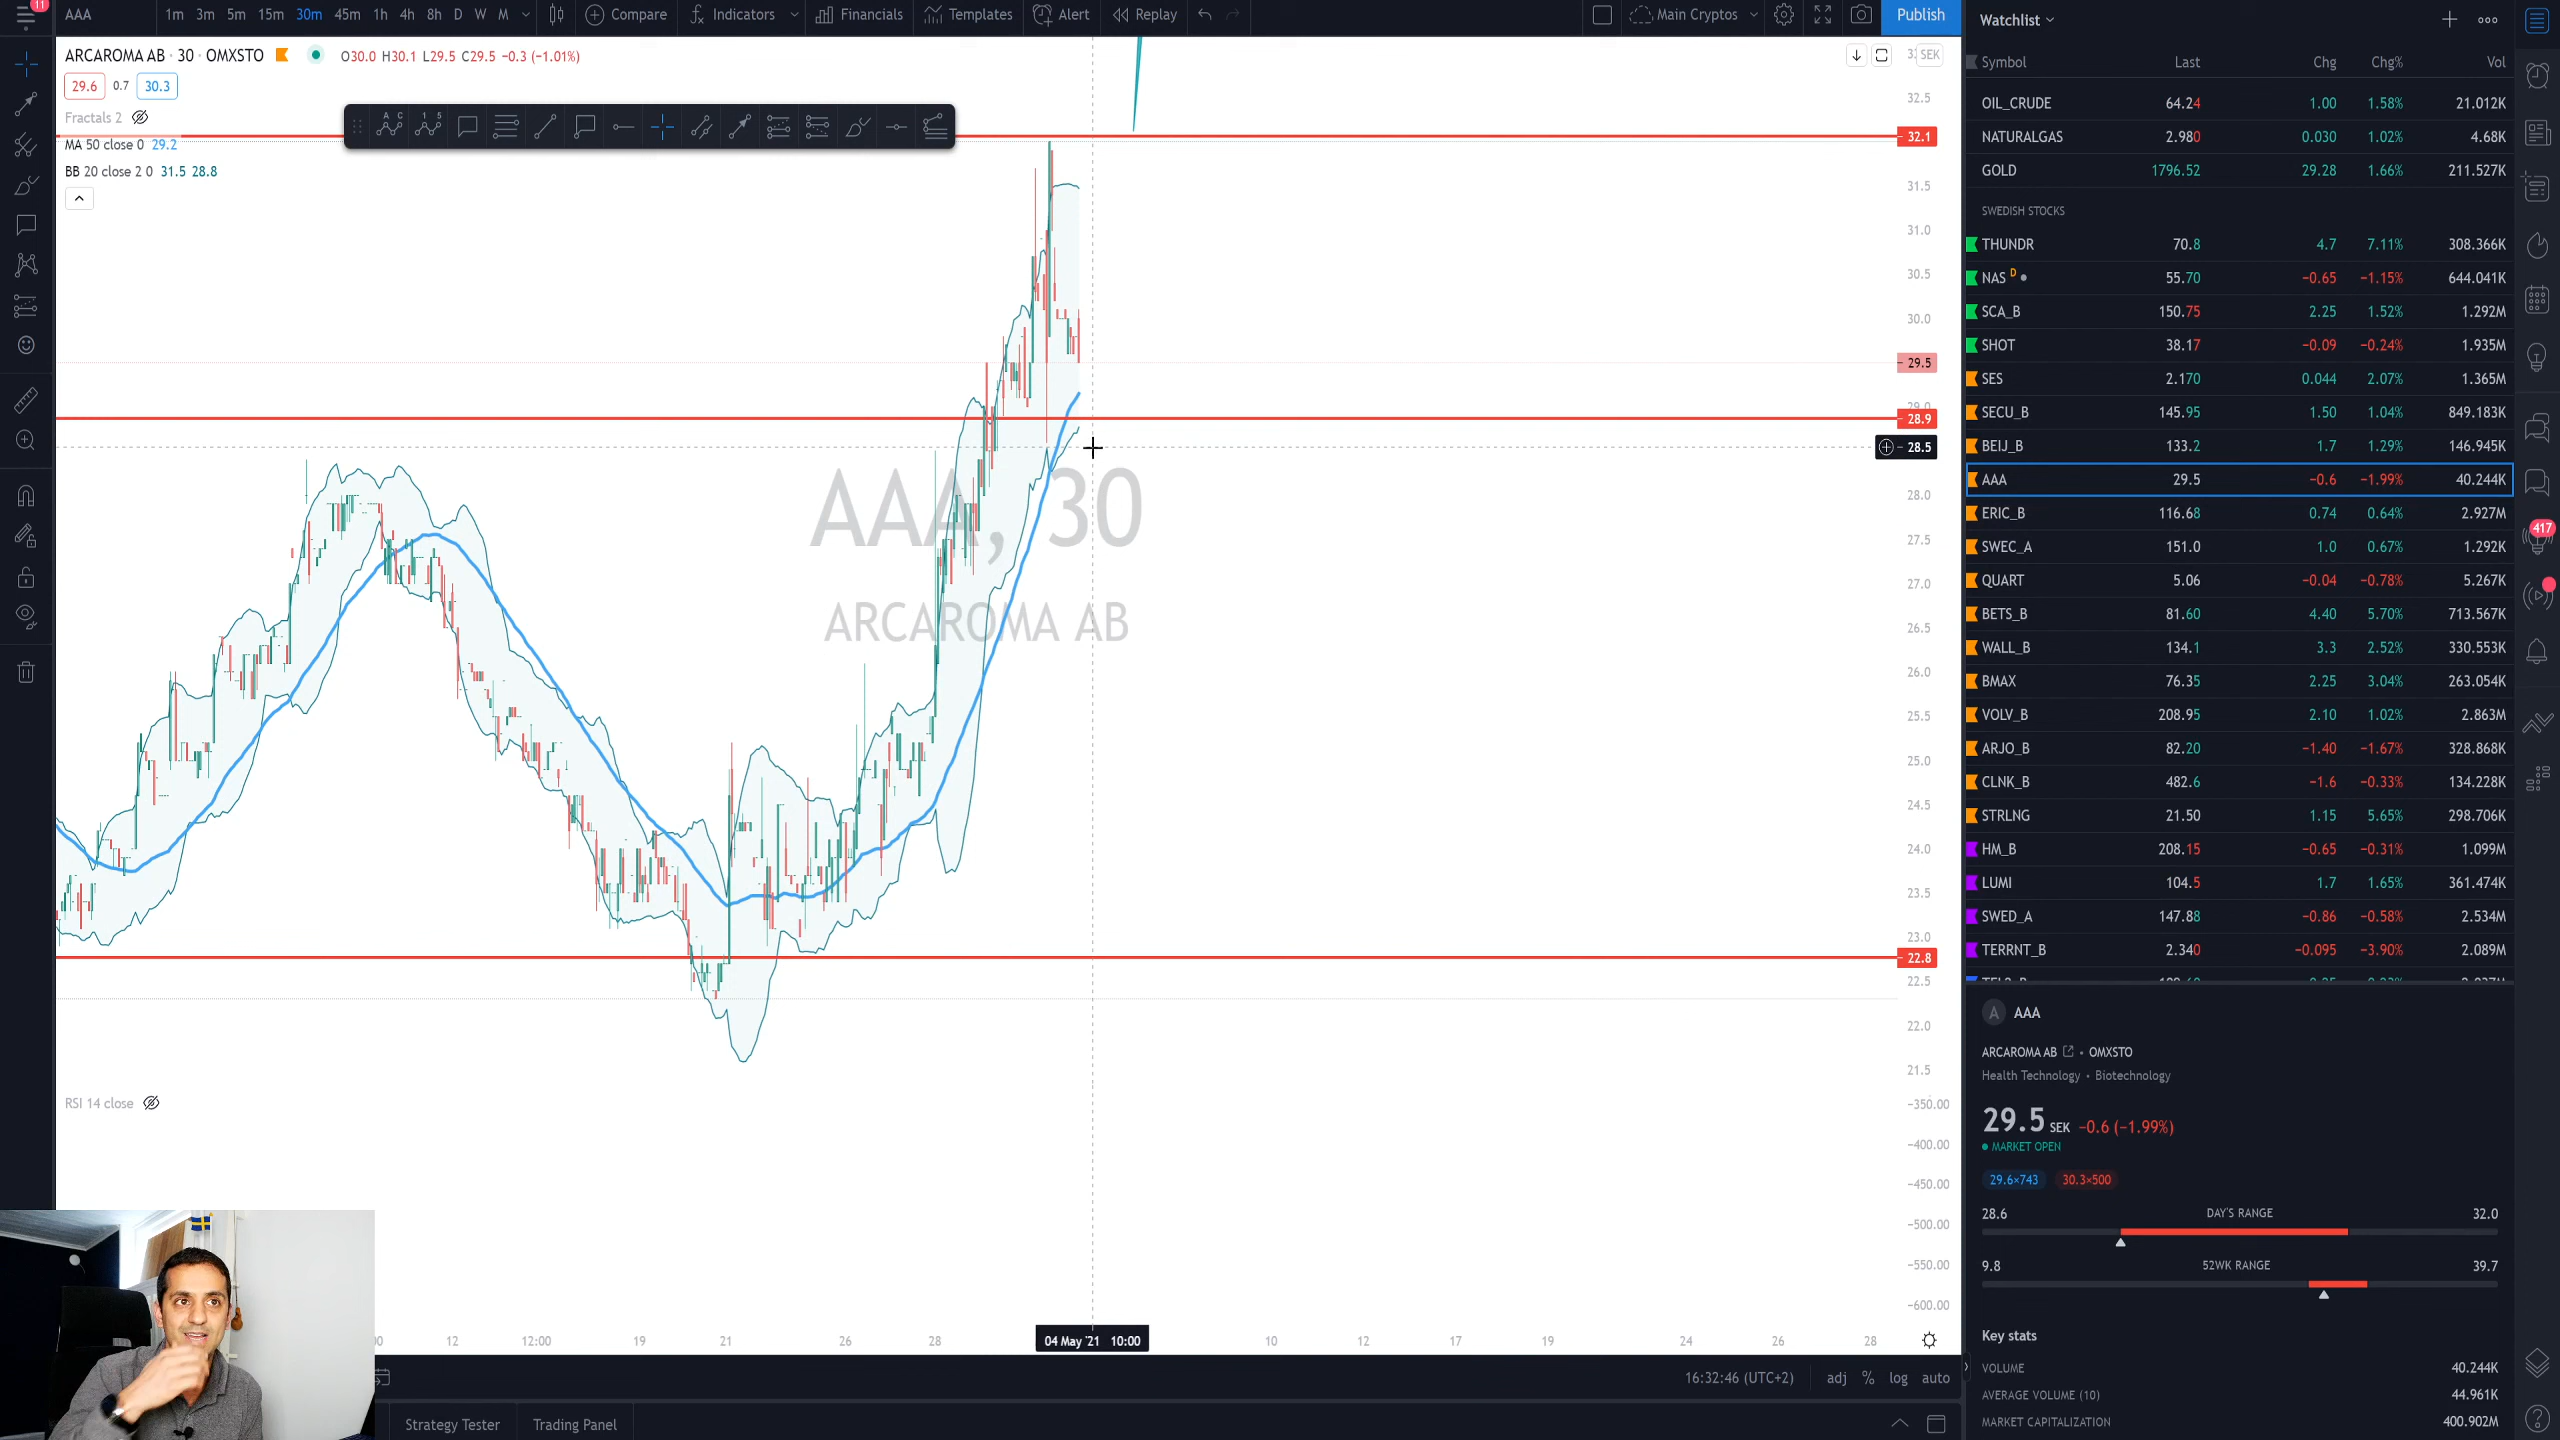 11
AAA 1m 3m 5m 15m 30m 45m 1h 4h 8h D W M Compare Indicators Financials Templates Alert Replay Main Cryptos Publish
ARCAROMA AB · 30 · OMXSTO O30.0 H30.1 L29.5 C29.5 −0.3 (−1.01%)
29.6 0.7 30.3
Fractals 2
MA 50 close 0 29.2
BB 20 close 2 0 31.5 28.8
AAA, 30
ARCAROMA AB
RSI 14 close
SEK
32.5
32.1
31.5
31.0
30.5
30.0
29.5
29.0
28.9
28.5
28.0
27.5
27.0
26.5
26.0
25.5
25.0
24.5
24.0
23.5
23.0
22.8
22.5
22.0
21.5
−350.00
−400.00
−450.00
−500.00
−550.00
−600.00
12 12:00 19 21 26 28 04 May '21 10:00 10 12 17 19 24 26 28
16:32:46 (UTC+2) adj % log auto
Strategy Tester Trading Panel
Watchlist
Symbol Last Chg Chg% Vol
OIL_CRUDE 64.24 1.00 1.58% 21.012K
NATURALGAS 2.980 0.030 1.02% 4.68K
GOLD 1796.52 29.28 1.66% 211.527K
SWEDISH STOCKS
THUNDR 70.8 4.7 7.11% 308.366K
NAS D 55.70 −0.65 −1.15% 644.041K
SCA_B 150.75 2.25 1.52% 1.292M
SHOT 38.17 −0.09 −0.24% 1.935M
SES 2.170 0.044 2.07% 1.365M
SECU_B 145.95 1.50 1.04% 849.183K
BEIJ_B 133.2 1.7 1.29% 146.945K
AAA 29.5 −0.6 −1.99% 40.244K
ERIC_B 116.68 0.74 0.64% 2.927M
SWEC_A 151.0 1.0 0.67% 1.292K
QUART 5.06 −0.04 −0.78% 5.267K
BETS_B 81.60 4.40 5.70% 713.567K
WALL_B 134.1 3.3 2.52% 330.553K
BMAX 76.35 2.25 3.04% 263.054K
VOLV_B 208.95 2.10 1.02% 2.863M
ARJO_B 82.20 −1.40 −1.67% 328.868K
CLNK_B 482.6 −1.6 −0.33% 134.228K
STRLNG 21.50 1.15 5.65% 298.706K
HM_B 208.15 −0.65 −0.31% 1.099M
LUMI 104.5 1.7 1.65% 361.474K
SWED_A 147.88 −0.86 −0.58% 2.534M
TERRNT_B 2.340 −0.095 −3.90% 2.089M
417
A AAA
ARCAROMA AB • OMXSTO
Health Technology • Biotechnology
29.5 SEK −0.6 (−1.99%)
MARKET OPEN
29.6×743 30.3×500
28.6 DAY'S RANGE 32.0
9.8 52WK RANGE 39.7
Key stats
VOLUME 40.244K
AVERAGE VOLUME (10) 44.961K
MARKET CAPITALIZATION 400.902M